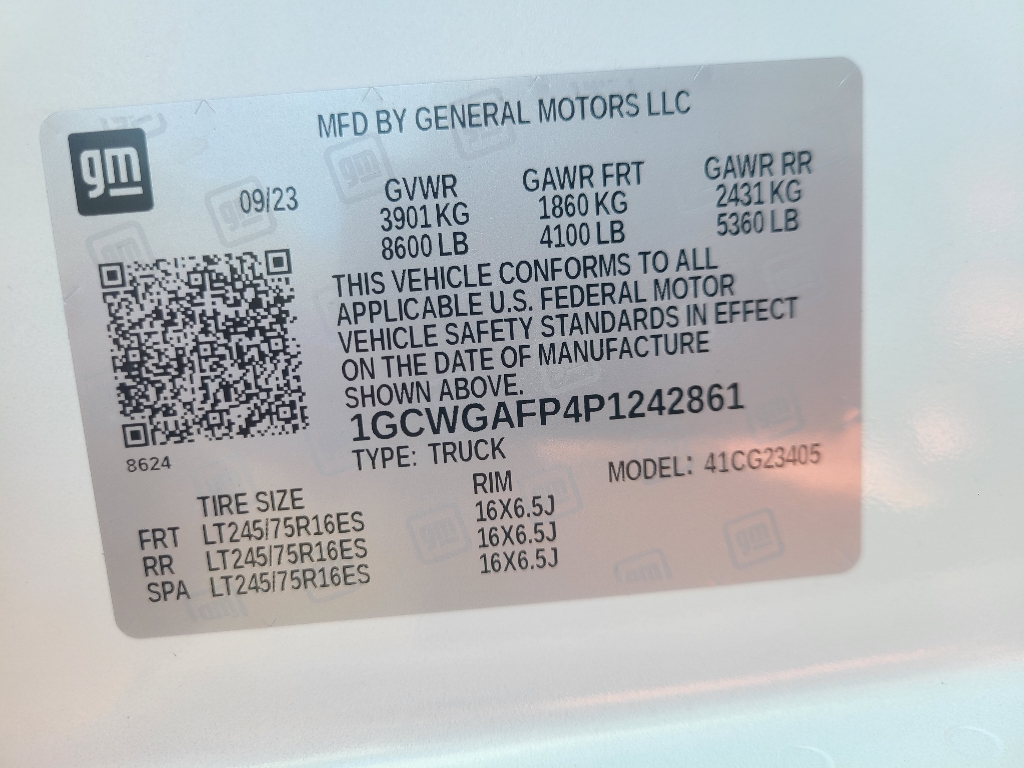 MFD BY GENERAL MOTORS LLC
gm
09/23
GVWR GAWR FRT GAWR RR
3901 KG 1860 KG 2431 KG
8600 LB 4100 LB 5360 LB
THIS VEHICLE CONFORMS TO ALL
APPLICABLE U.S. FEDERAL MOTOR
VEHICLE SAFETY STANDARDS IN EFFECT
ON THE DATE OF MANUFACTURE
SHOWN ABOVE.
1GCWGAFP4P1242861
8624
TYPE: TRUCK MODEL: 41CG23405
TIRE SIZE RIM
FRT LT245/75R16ES 16X6.5J
RR LT245/75R16ES 16X6.5J
SPA LT245/75R16ES 16X6.5J